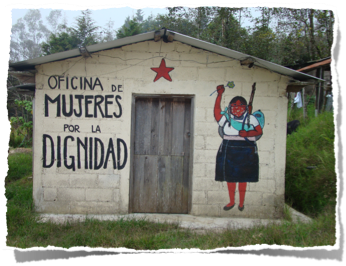 OFICINA DE
MUJERES
POR LA
DIGNIDAD